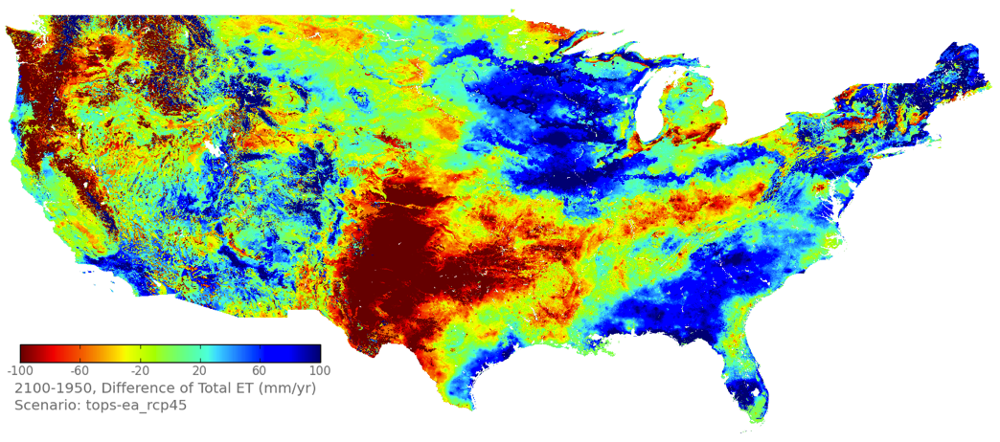 -100 -60 -20 20 60 100
2100-1950, Difference of Total ET (mm/yr)
Scenario: tops-ea_rcp45